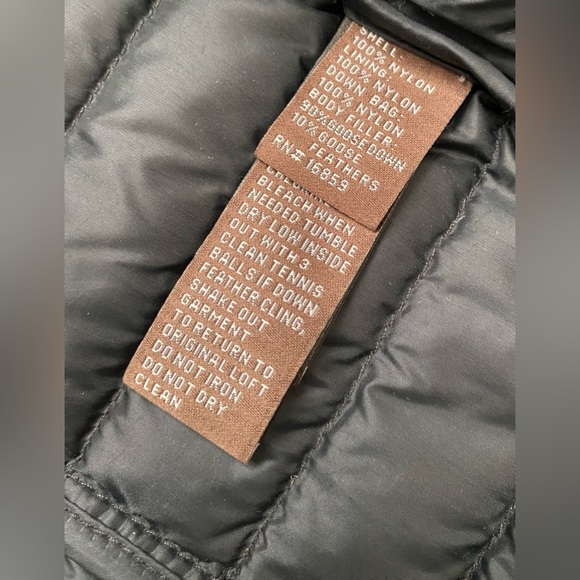 SHELL
100% NYLON
LINING:
100% NYLON
DOWN BAG:
100% NYLON
BODY FILLER:
90% GOOSEDOWN
10% GOOSE
FEATHERS
RN# 16859
BLEACH WHEN
NEEDED TUMBLE
DRY LOW INSIDE
OUT WITH 3
CLEAN TENNIS
BALLS IF DOWN
FEATHER CLING,
SHAKE OUT
GARMENT
TO RETURN TO
ORIGINAL LOFT
DO NOT IRON
DO NOT DRY
CLEAN